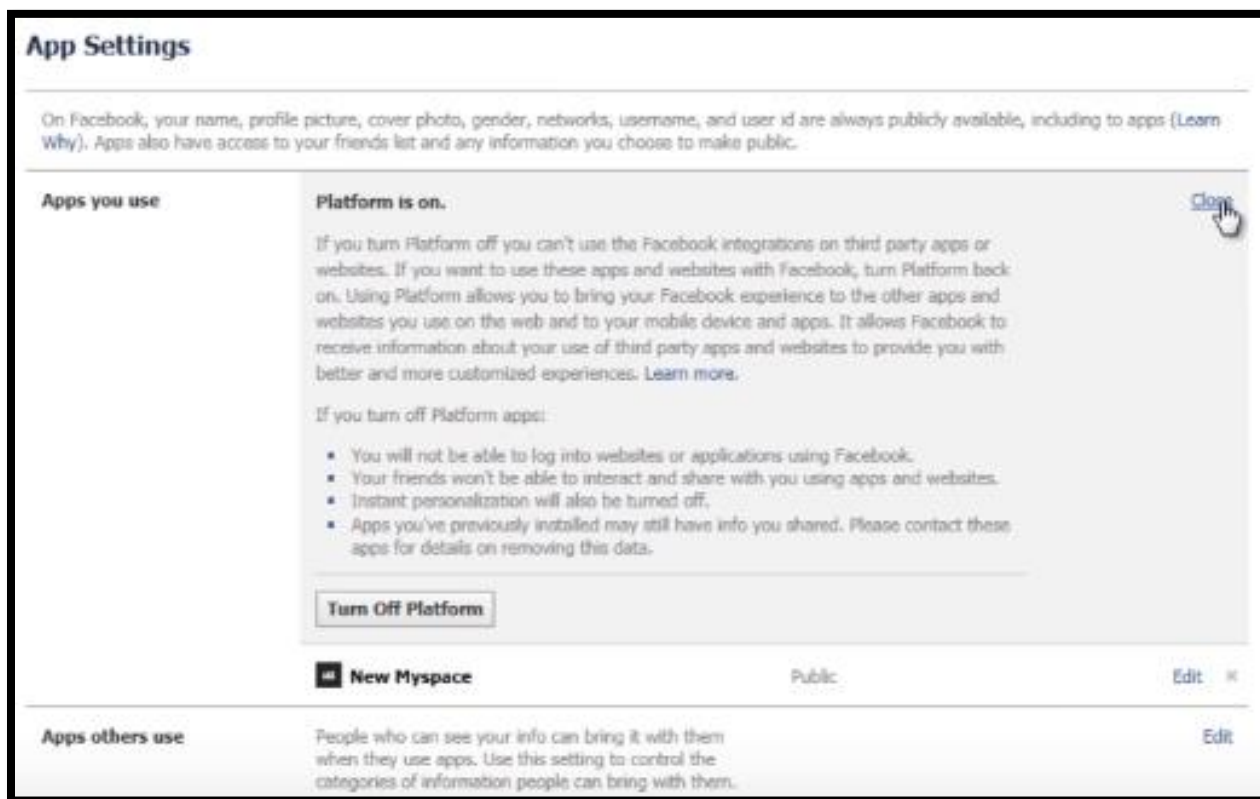 App Settings
On Facebook, your name, profile picture, cover photo, gender, networks, username, and user id are always publicly available, including to apps (Learn
Why). Apps also have access to your friends list and any information you choose to make public.
Apps you use
Platform is on.
Close
If you turn Platform off you can't use the Facebook integrations on third party apps or
websites. If you want to use these apps and websites with Facebook, turn Platform back
on. Using Platform allows you to bring your Facebook experience to the other apps and
websites you use on the web and to your mobile device and apps. It allows Facebook to
receive information about your use of third party apps and websites to provide you with
better and more customized experiences. Learn more.
If you turn off Platform apps:
▪ You will not be able to log into websites or applications using Facebook.
▪ Your friends won't be able to interact and share with you using apps and websites.
▪ Instant personalization will also be turned off.
▪ Apps you've previously installed may still have info you shared. Please contact these
apps for details on removing this data.
Turn Off Platform
New Myspace Public Edit ×
Apps others use
People who can see your info can bring it with them
Edit
when they use apps. Use this setting to control the
categories of information people can bring with them.